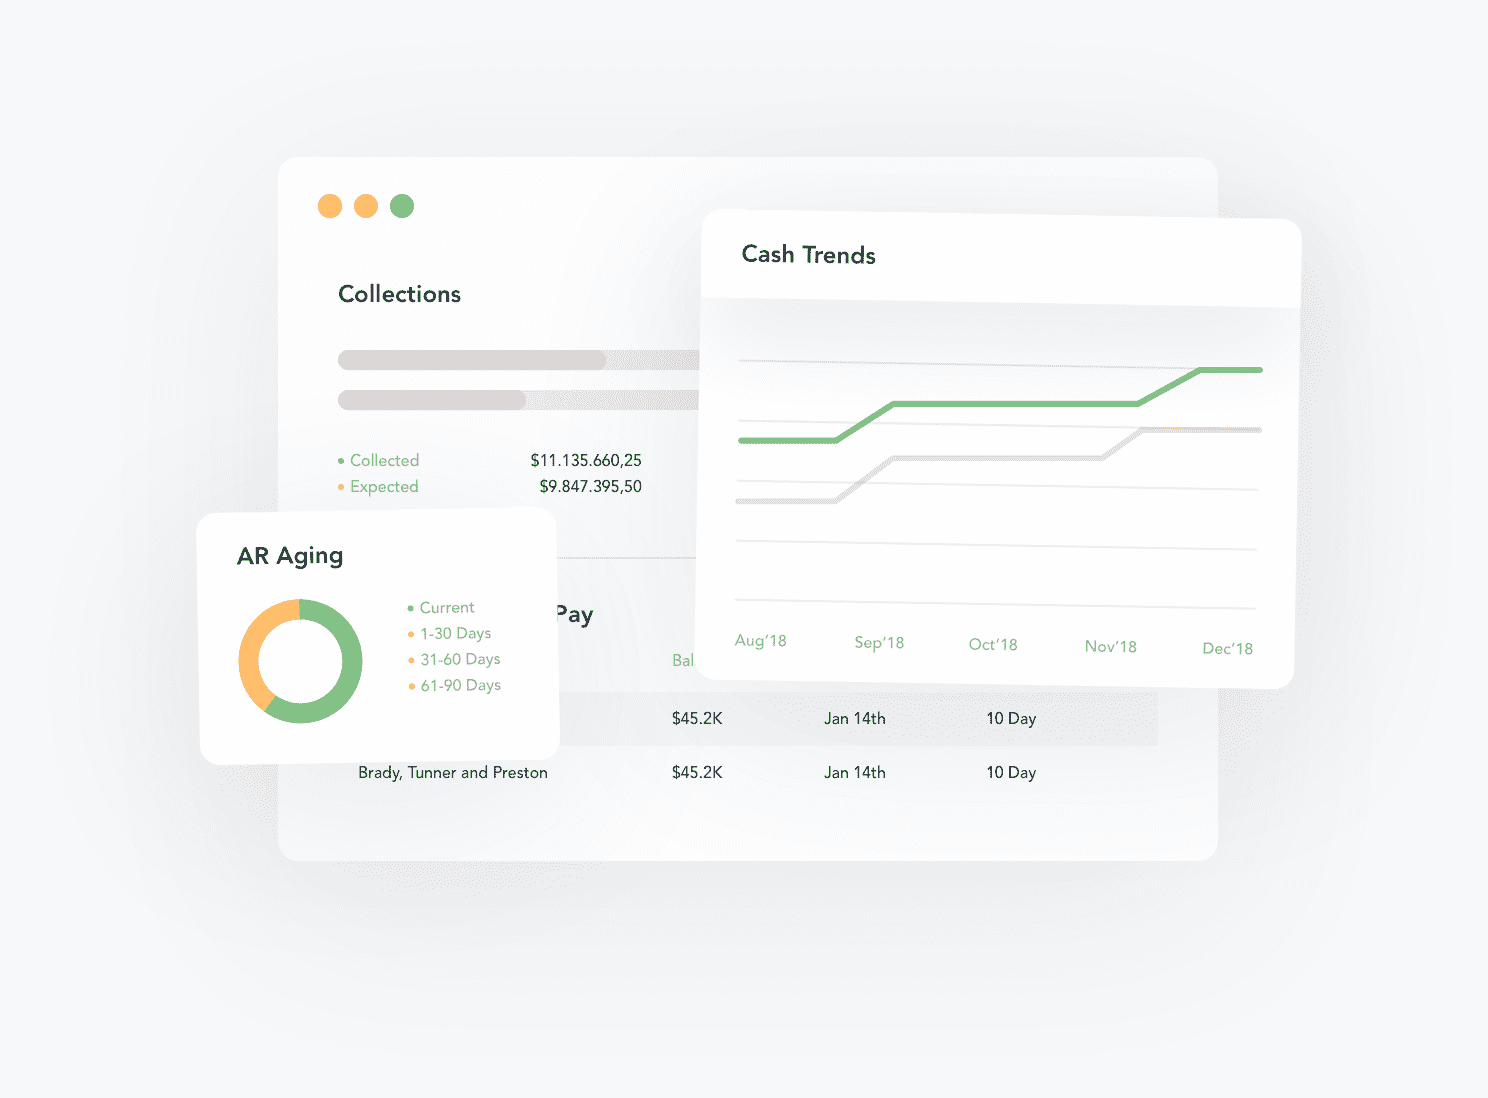 Collections
Collected $11.135.660,25
Expected $9.847.395,50
Cash Trends
Aug'18 Sep'18 Oct'18 Nov'18 Dec'18
AR Aging
Current
1-30 Days
31-60 Days
61-90 Days
Pay
Bal
$45.2K Jan 14th 10 Day
Brady, Tunner and Preston $45.2K Jan 14th 10 Day